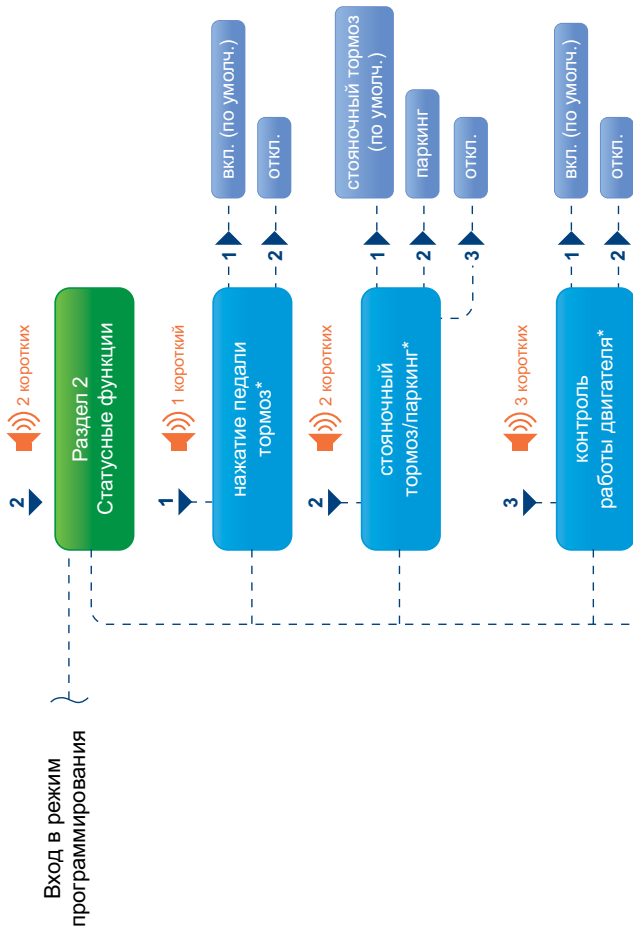 Вход в режим
программирования
2
2 коротких
Раздел 2
Статусные функции
1
1 короткий
нажатие педали
тормоз*
1
вкл. (по умолч.)
2
откл.
2
2 коротких
стояночный
тормоз/паркинг*
1
стояночный тормоз
(по умолч.)
2
паркинг
3
откл.
3
3 коротких
контроль
работы двигателя*
1
вкл. (по умолч.)
2
откл.